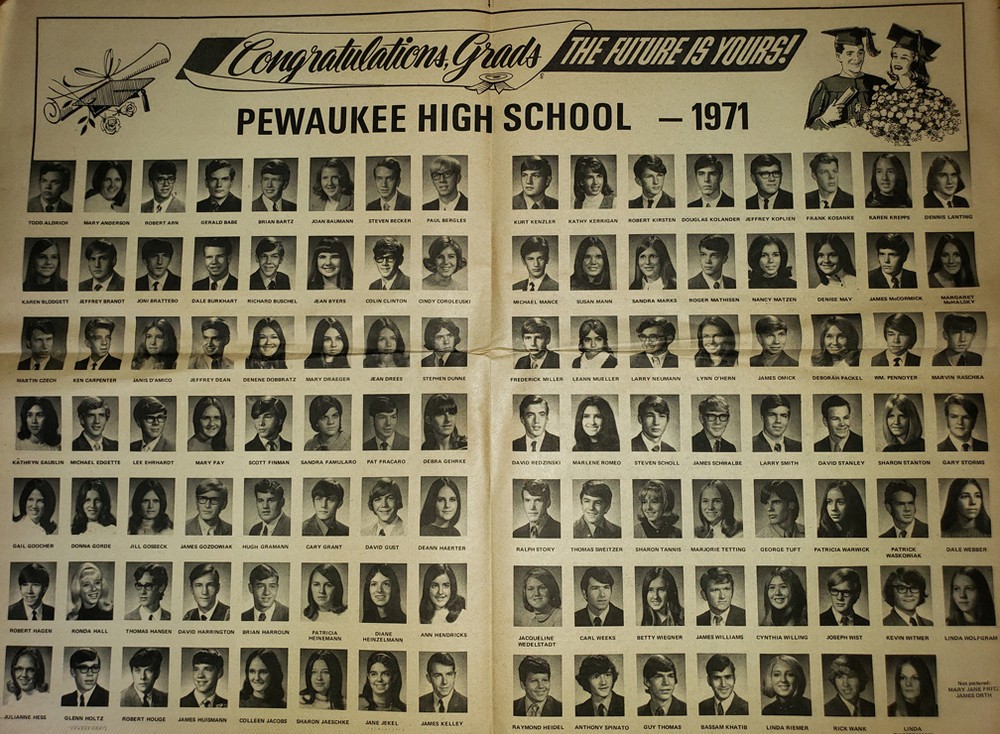 Congratulations, Grads THE FUTURE IS YOURS!
PEWAUKEE HIGH SCHOOL — 1971
TODD ALDRICH MARY ANDERSON ROBERT ARN GERALD BABE BRIAN BARTZ JOAN BAUMANN STEVEN BECKER PAUL BERGLES
KAREN BLODGETT JEFFREY BRANDT JONI BRATTEBO DALE BURKHART RICHARD BUSCHEL JEAN BYERS COLIN CLINTON CINDY COROLEUSKI
MARTIN CZECH KEN CARPENTER JANIS D'AMICO JEFFREY DEAN DENENE DOBBRATZ MARY DRAEGER JEAN DREES STEPHEN DUNNE
KATHRYN EAUSLIN MICHAEL EDGETTE LEE EHRHARDT MARY FAY SCOTT FINMAN SANDRA FAMULARO PAT FRACARO DEBRA GEHRKE
GAIL GOOCHER DONNA GORDE JILL GOSBECK JAMES GOZDOWIAK HUGH GRAMANN CARY GRANT DAVID GUST DEANN HAERTER
ROBERT HAGEN RONDA HALL THOMAS HANSEN DAVID HARRINGTON BRIAN HARROUN PATRICIA HEINEMANN DIANE HEINZELMANN ANN HENDRICKS
JULIANNE HESS GLENN HOLTZ ROBERT HOUGE JAMES HUISMANN COLLEEN JACOBS SHARON JAESCHKE JANE JEKEL JAMES KELLEY
KURT KENZLER KATHY KERRIGAN ROBERT KIRSTEN DOUGLAS KOLANDER JEFFREY KOPLIEN FRANK KOSANKE KAREN KREPPS DENNIS LANTING
MICHAEL MANCE SUSAN MANN SANDRA MARKS ROGER MATHISEN NANCY MATZEN DENISE MAY JAMES McCORMICK MARGARET McHALSKY
FREDERICK MILLER LEANN MUELLER LARRY NEUMANN LYNN O'HERN JAMES OMICK DEBORAH PACKEL WM. PENNOYER MARVIN RASCHKA
DAVID REDZINSKI MARLENE ROMEO STEVEN SCHOLL JAMES SCHWALBE LARRY SMITH DAVID STANLEY SHARON STANTON GARY STORMS
RALPH STORY THOMAS SWEITZER SHARON TANNIS MARJORIE TETTING GEORGE TUFT PATRICIA WARWICK PATRICK WASKOWIAK DALE WEBBER
JACQUELINE WEDELSTADT CARL WEEKS BETTY WIEGNER JAMES WILLIAMS CYNTHIA WILLING JOSEPH WIST KEVIN WITMER LINDA WOLFGRAM
RAYMOND HEIDEL ANTHONY SPINATO GUY THOMAS BASSAM KHATIB LINDA RIEMER RICK WANK LINDA
Not pictured:
MARY JANE FRITZ
JAMES ORTH